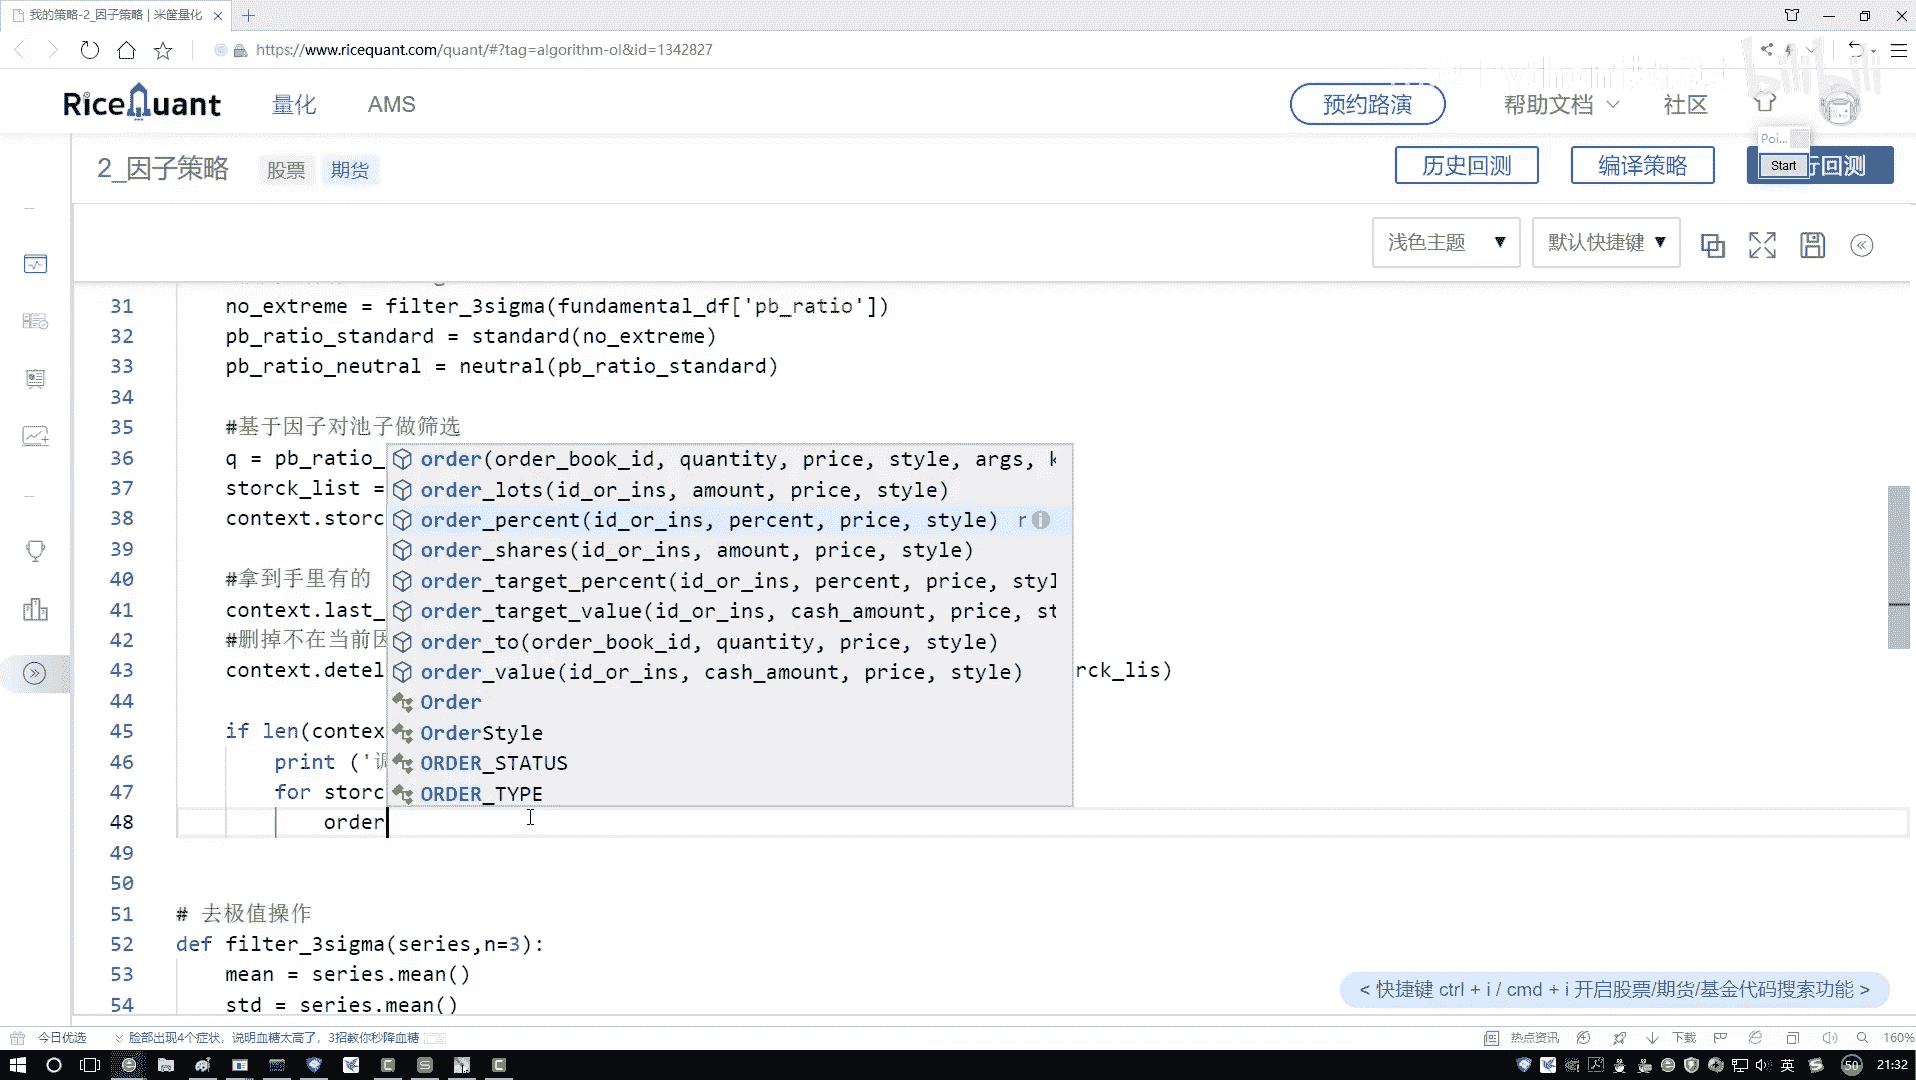 我的策略-2_因子策略 | 米筐量化
https://www.ricequant.com/quant/#?tag=algorithm-ol&id=1342827
RiceQuant 量化 AMS 预约路演 帮助文档 社区
bilibili
Poi...
2_因子策略 股票 期货 历史回测 编译策略 Start 行回测
浅色主题 ▼ 默认快捷键 ▼
31 no_extreme = filter_3sigma(fundamental_df['pb_ratio'])
32 pb_ratio_standard = standard(no_extreme)
33 pb_ratio_neutral = neutral(pb_ratio_standard)
34
35 #基于因子对池子做筛选
36 q = pb_ratio_
37 storck_list =
38 context.storc
39
40 #拿到手里有的
41 context.last_
42 #删掉不在当前因
43 context.detel rck_lis)
44
45 if len(contex
46 print ('调
47 for storc
48 order
49
50
51 # 去极值操作
52 def filter_3sigma(series,n=3):
53 mean = series.mean()
54 std = series.mean()
order(order_book_id, quantity, price, style, args, k
order_lots(id_or_ins, amount, price, style)
order_percent(id_or_ins, percent, price, style) r
order_shares(id_or_ins, amount, price, style)
order_target_percent(id_or_ins, percent, price, styl
order_target_value(id_or_ins, cash_amount, price, st
order_to(order_book_id, quantity, price, style)
order_value(id_or_ins, cash_amount, price, style)
Order
OrderStyle
ORDER_STATUS
ORDER_TYPE
< 快捷键 ctrl + i / cmd + i 开启股票/期货/基金代码搜索功能 >
今日优选 脸部出现4个症状，说明血糖太高了，3招教你秒降血糖 热点资讯 下载 160%
英 50 21:32